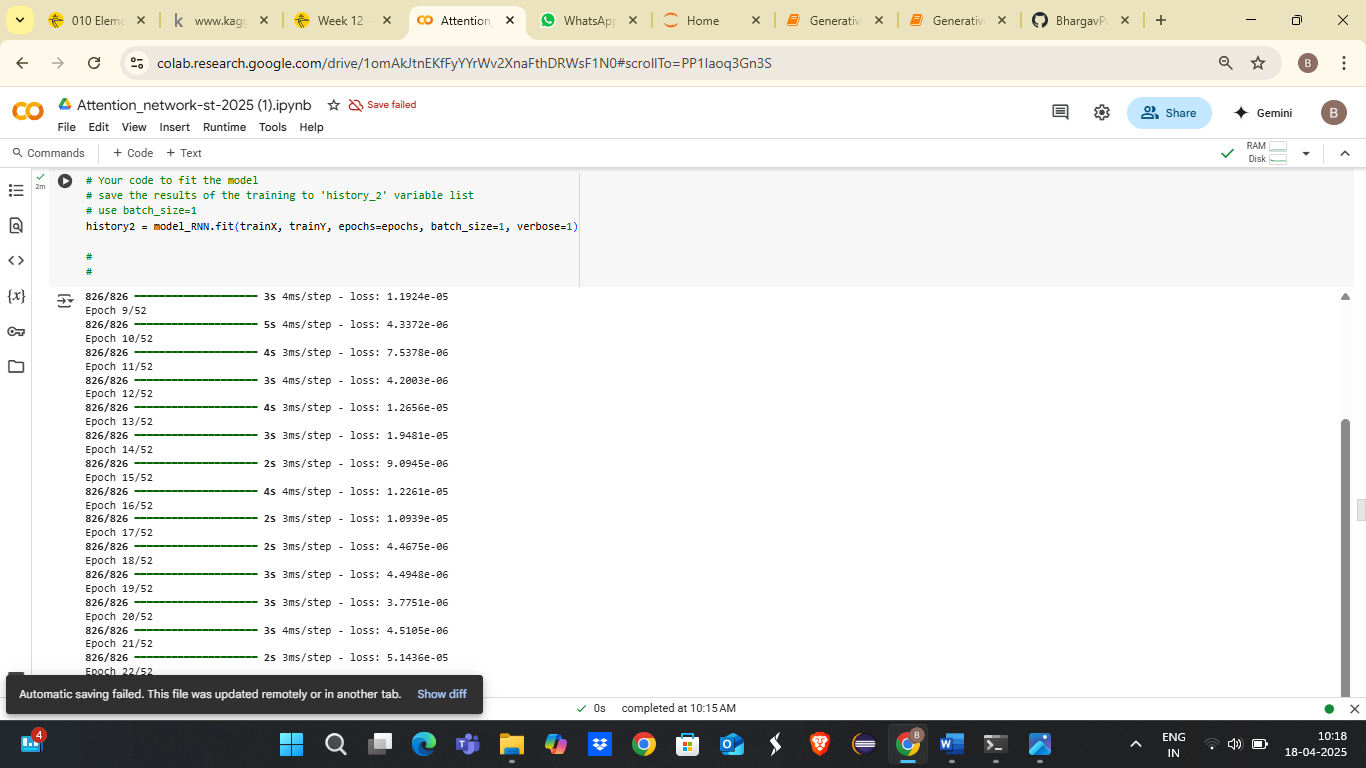 010 Eleme
www.kagg
Week 12 -
Attention_
WhatsApp
Home
Generative
Generativ
BhargavPa
colab.research.google.com/drive/1omAkJtnEKfFyYYrWv2XnaFthDRWsF1N0#scrollTo=PP1Iaoq3Gn3S
B
CO
Attention_network-st-2025 (1).ipynb
Save failed
File Edit View Insert Runtime Tools Help
Share
Gemini
B
Commands + Code + Text
RAM
Disk
2m
# Your code to fit the model
# save the results of the training to 'history_2' variable list
# use batch_size=1
history2 = model_RNN.fit(trainX, trainY, epochs=epochs, batch_size=1, verbose=1)
#
#
826/826 3s 4ms/step - loss: 1.1924e-05
Epoch 9/52
826/826 5s 4ms/step - loss: 4.3372e-06
Epoch 10/52
826/826 4s 3ms/step - loss: 7.5378e-06
Epoch 11/52
826/826 3s 4ms/step - loss: 4.2003e-06
Epoch 12/52
826/826 4s 3ms/step - loss: 1.2656e-05
Epoch 13/52
826/826 3s 3ms/step - loss: 1.9481e-05
Epoch 14/52
826/826 2s 3ms/step - loss: 9.0945e-06
Epoch 15/52
826/826 4s 4ms/step - loss: 1.2261e-05
Epoch 16/52
826/826 2s 3ms/step - loss: 1.0939e-05
Epoch 17/52
826/826 2s 3ms/step - loss: 4.4675e-06
Epoch 18/52
826/826 3s 3ms/step - loss: 4.4948e-06
Epoch 19/52
826/826 3s 3ms/step - loss: 3.7751e-06
Epoch 20/52
826/826 3s 4ms/step - loss: 4.5105e-06
Epoch 21/52
826/826 2s 3ms/step - loss: 5.1436e-05
Epoch 22/52
Automatic saving failed. This file was updated remotely or in another tab. Show diff
0s completed at 10:15 AM
4
B
ENG
IN
10:18
18-04-2025